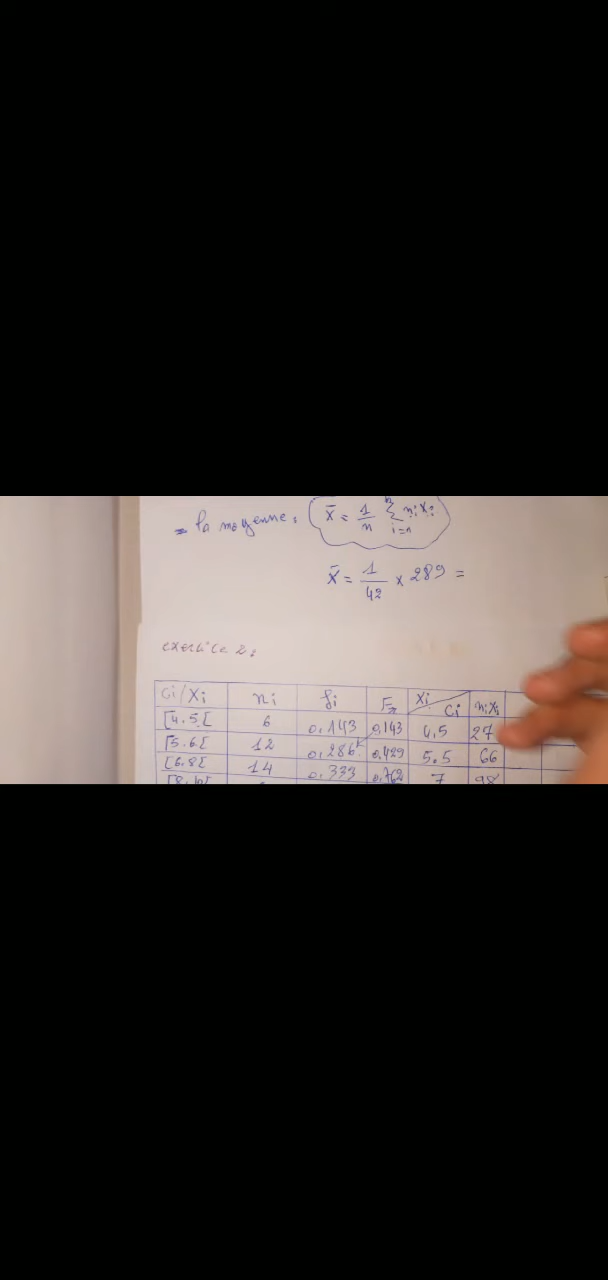 = la moyenne : X̄ = 1/n Σ nᵢxᵢ
i=n
X̄ = 1/42 x 289 =
exercice 2 :
Ci/Xi ni fi F Xi Ci nixi
[4.5[ 6 0,143 0,143 4,5 27
[5.6[ 12 0,286 0,429 5.5 66
[6.8[ 14 0,333 0,762 7 98